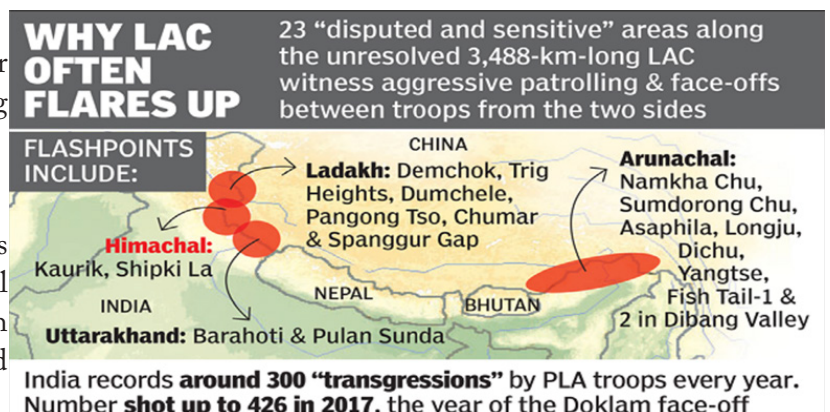 WHY LAC
OFTEN
FLARES UP
23 “disputed and sensitive” areas along
the unresolved 3,488-km-long LAC
witness aggressive patrolling & face-offs
between troops from the two sides
FLASHPOINTS
INCLUDE:
CHINA
Ladakh: Demchok, Trig
Heights, Dumchele,
Pangong Tso, Chumar
& Spanggur Gap
Arunachal:
Namkha Chu,
Sumdorong Chu,
Asaphila, Longju,
Dichu,
Yangtse,
Fish Tail-1 &
2 in Dibang Valley
Himachal:
Kaurik, Shipki La
INDIA
NEPAL
BHUTAN
Uttarakhand: Barahoti & Pulan Sunda
India records around 300 “transgressions” by PLA troops every year.
Number shot up to 426 in 2017, the year of the Doklam face-off